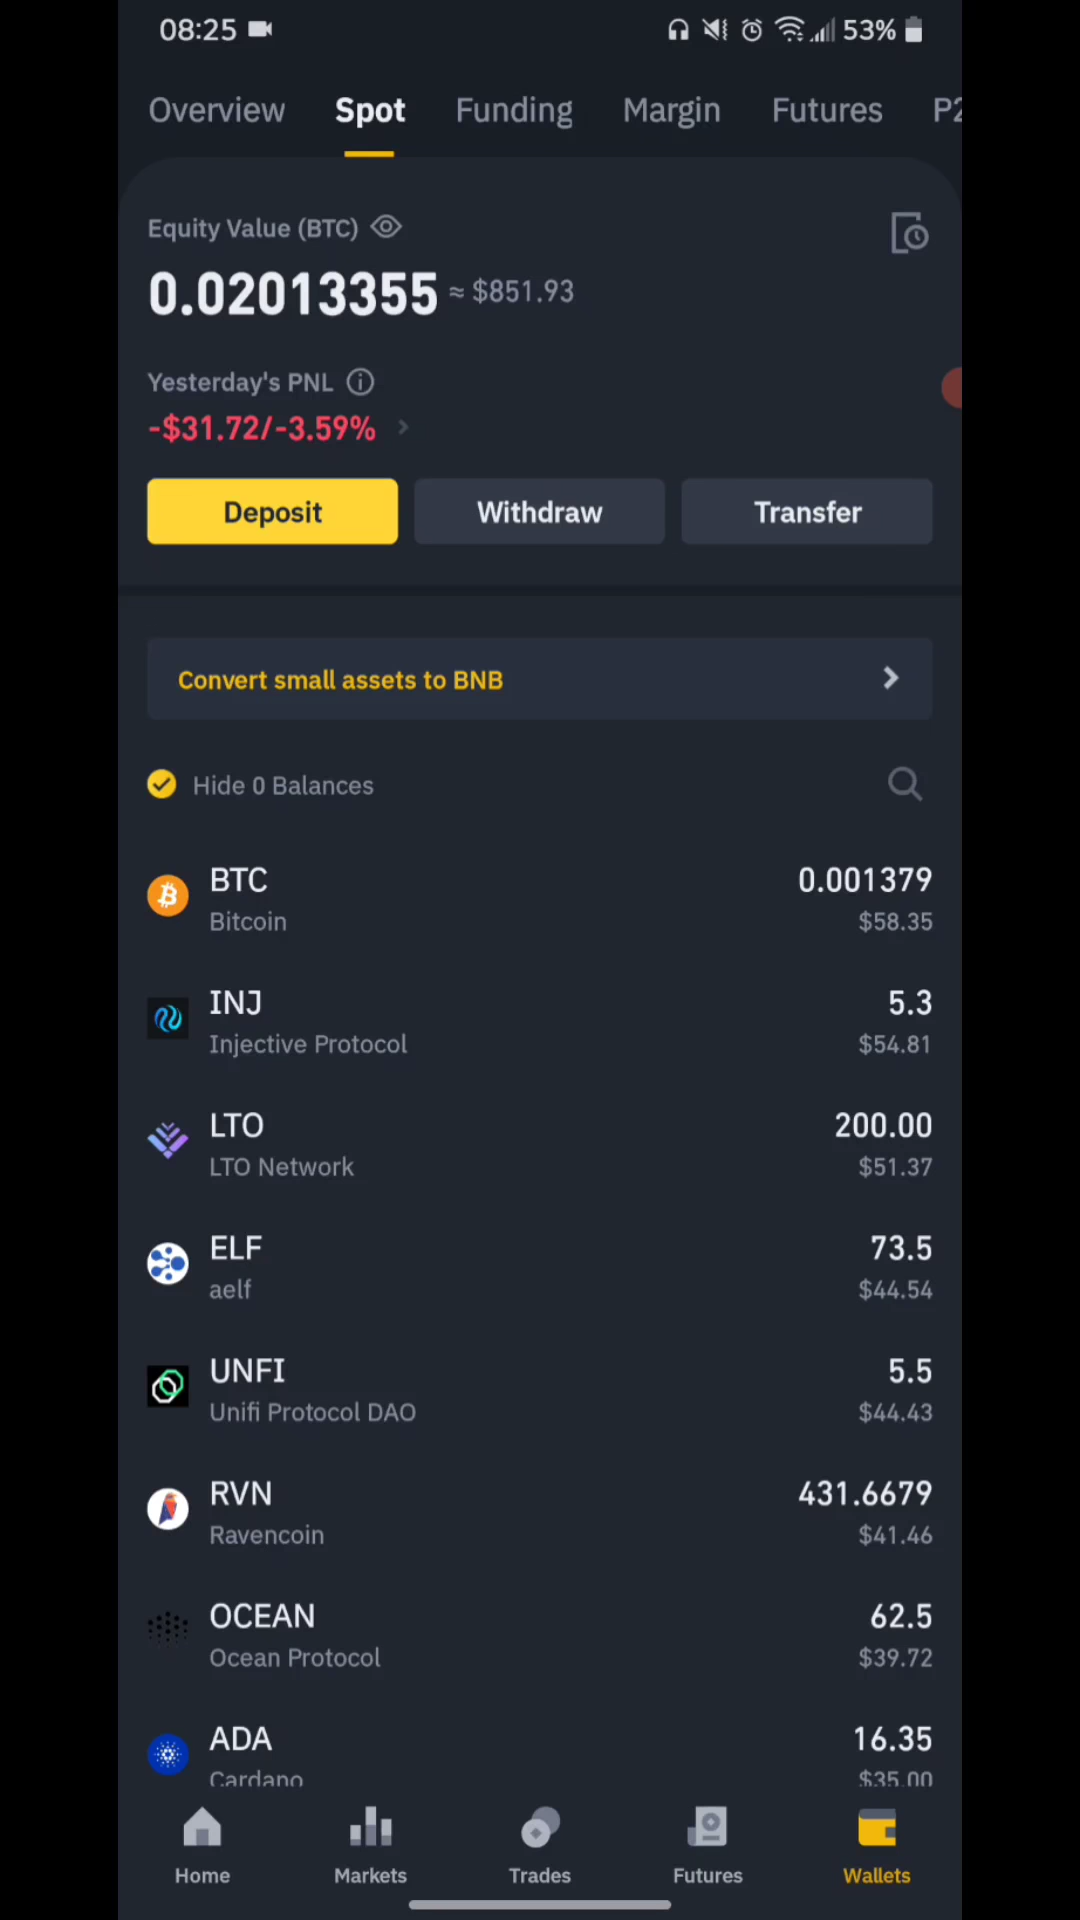 08:25 53%
Overview Spot Funding Margin Futures P2
Equity Value (BTC)
0.02013355 ≈ $851.93
Yesterday's PNL
-$31.72/-3.59%
Deposit Withdraw Transfer
Convert small assets to BNB
Hide 0 Balances
BTC 0.001379
Bitcoin $58.35
INJ 5.3
Injective Protocol $54.81
LTO 200.00
LTO Network $51.37
ELF 73.5
aelf $44.54
UNFI 5.5
Unifi Protocol DAO $44.43
RVN 431.6679
Ravencoin $41.46
OCEAN 62.5
Ocean Protocol $39.72
ADA 16.35
Cardano $35.00
Home Markets Trades Futures Wallets